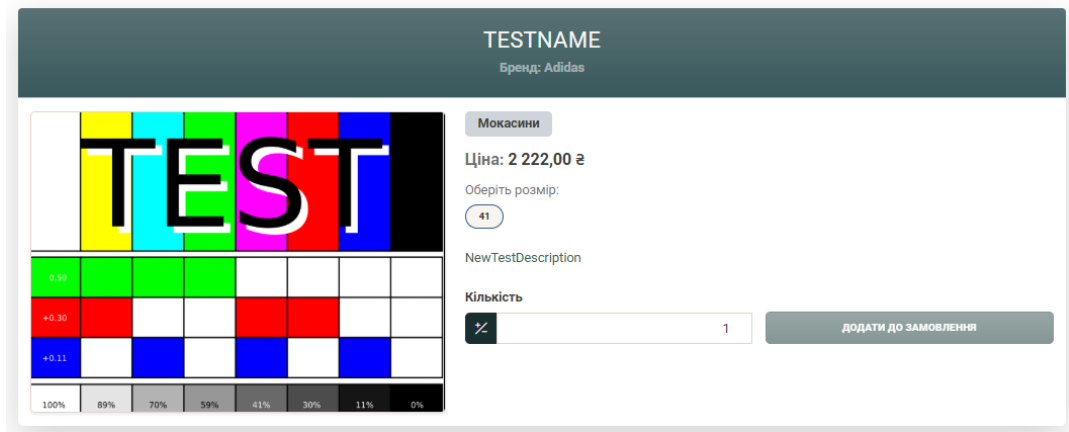 TESTNAME
Бренд: Adidas
TEST
0.59
+0.30
+0.11
100% 89% 70% 59% 41% 30% 11% 0%
Мокасини
Ціна: 2 222,00 ₴
Оберіть розмір:
41
NewTestDescription
Кількість
1
ДОДАТИ ДО ЗАМОВЛЕННЯ